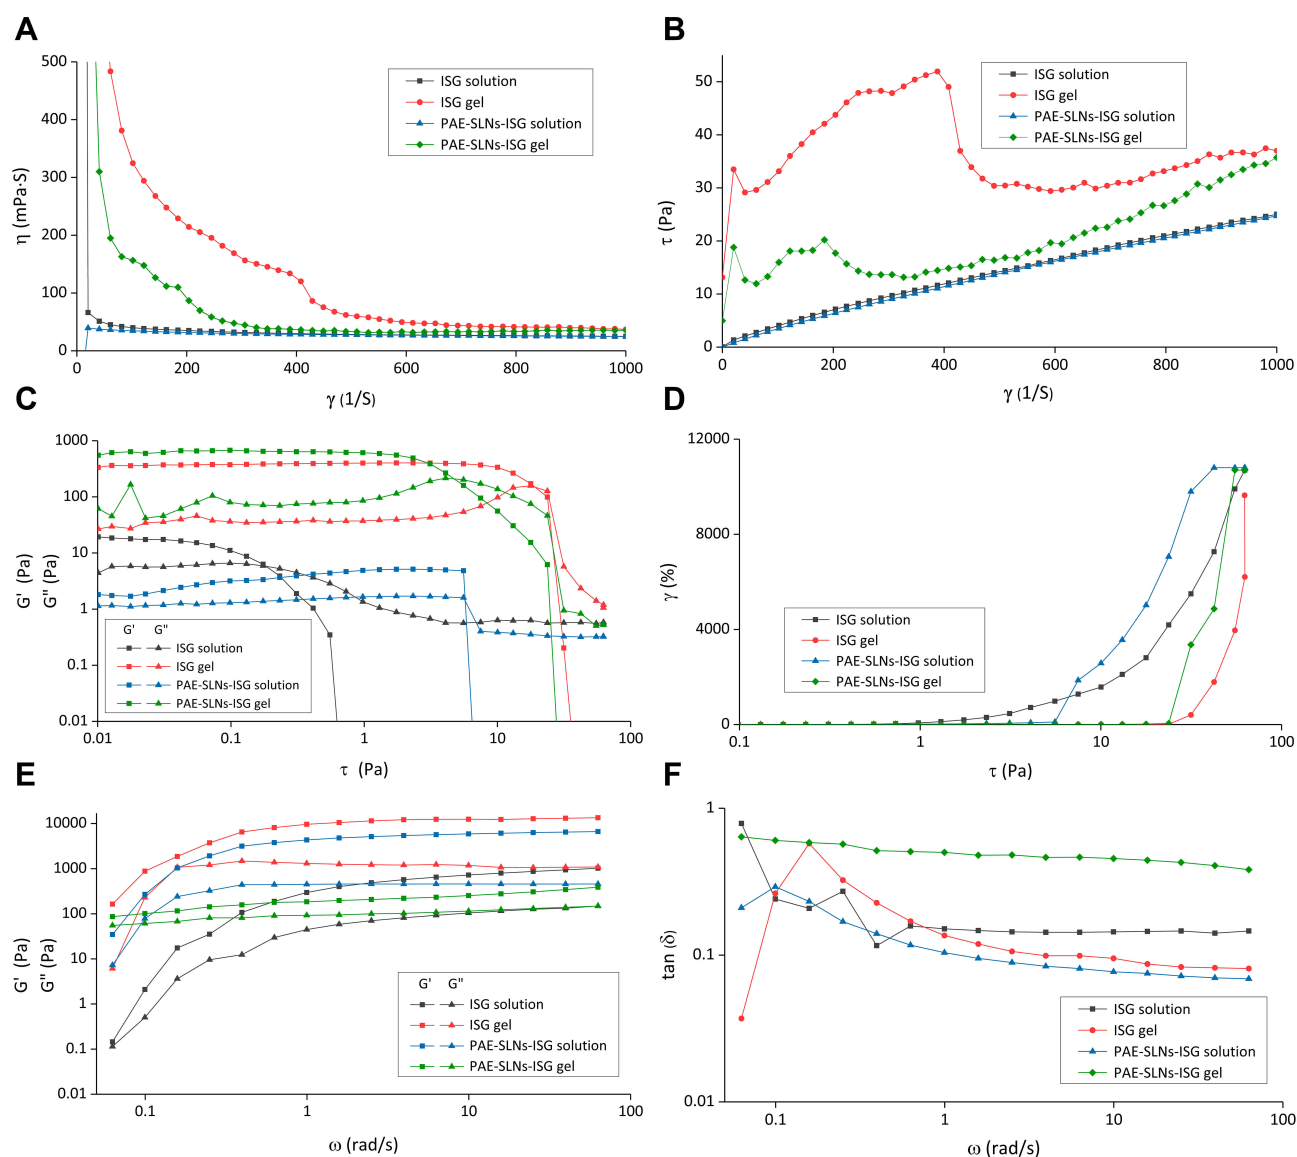 A
500
400
300
200
100
0
η (mPa·S)
0
200
400
600
800
1000
γ (1/S)
ISG solution
ISG gel
PAE-SLNs-ISG solution
PAE-SLNs-ISG gel
B
50
40
30
20
10
0
τ (Pa)
0
200
400
600
800
1000
γ (1/S)
ISG solution
ISG gel
PAE-SLNs-ISG solution
PAE-SLNs-ISG gel
C
1000
100
10
1
0.1
0.01
G' (Pa)
G" (Pa)
0.01
0.1
1
10
100
τ (Pa)
G' G"
ISG solution
ISG gel
PAE-SLNs-ISG solution
PAE-SLNs-ISG gel
D
12000
8000
4000
0
γ (%)
0.1
1
10
100
τ (Pa)
ISG solution
ISG gel
PAE-SLNs-ISG solution
PAE-SLNs-ISG gel
E
10000
1000
100
10
1
0.1
0.01
G' (Pa)
G" (Pa)
0.1
1
10
100
ω (rad/s)
G' G"
ISG solution
ISG gel
PAE-SLNs-ISG solution
PAE-SLNs-ISG gel
F
1
0.1
0.01
tan (δ)
0.1
1
10
100
ω (rad/s)
ISG solution
ISG gel
PAE-SLNs-ISG solution
PAE-SLNs-ISG gel